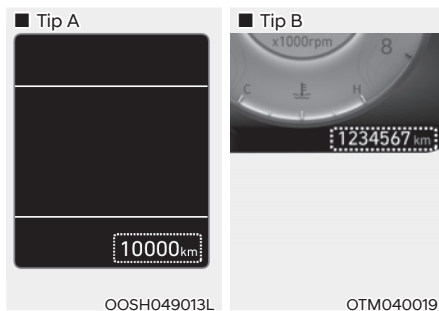 ■ Tip A
10000km
OOSH049013L
■ Tip B
x1000rpm
8
C
H
1234567 km
OTM040019